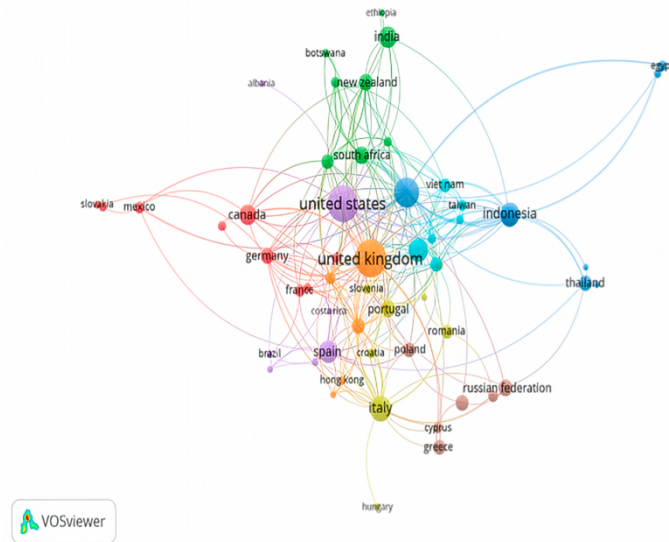 ethiopia
india
botswana
albania
new zealand
south africa
viet nam
slovakia
mexico
canada
united states
taiwan
indonesia
germany
united kingdom
france
slovenia
thailand
costa rica
portugal
romania
brazil
spain
croatia
poland
hong kong
russian federation
italy
cyprus
greece
hungary
VOSviewer